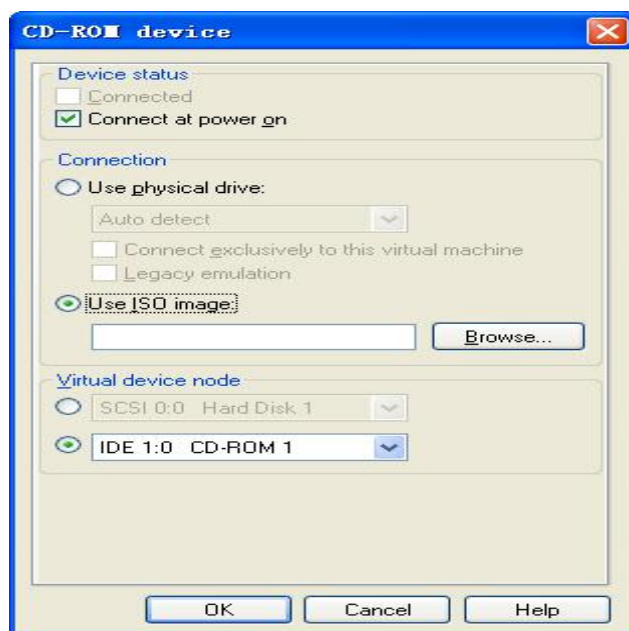 CD-ROM device
Device status
Connected
Connect at power on
Connection
Use physical drive:
Auto detect
Connect exclusively to this virtual machine
Legacy emulation
Use ISO image:
Browse...
Virtual device node
SCSI 0:0 Hard Disk 1
IDE 1:0 CD-ROM 1
OK Cancel Help